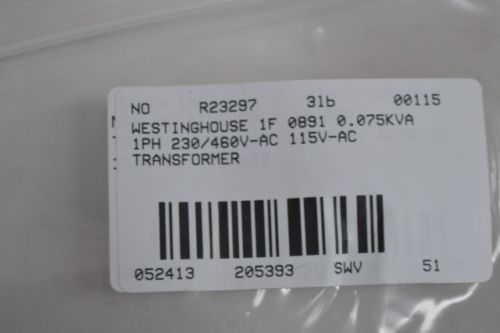 NO R23297 3lb 00115
WESTINGHOUSE 1F 0891 0.075KVA
1PH 230/460V-AC 115V-AC
TRANSFORMER
052413 205393 SWV 51